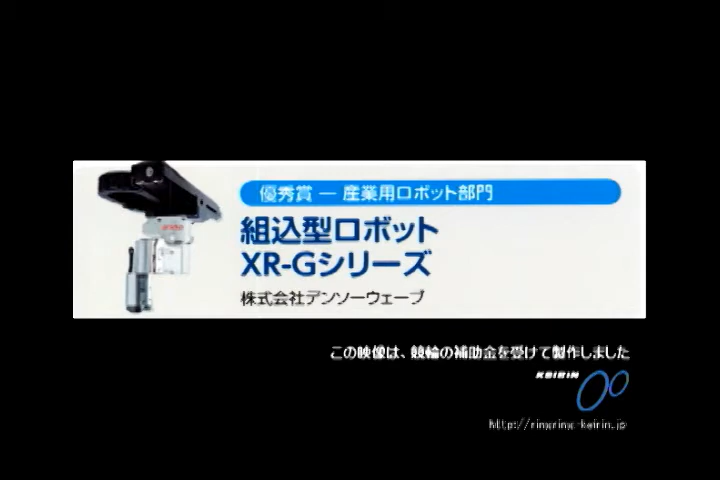 優秀賞 ― 産業用ロボット部門
組込型ロボット
XR-Gシリーズ
株式会社デンソーウェーブ
この映像は、競輪の補助金を受けて製作しました
KEIRIN
http://ringring-keirin.jp